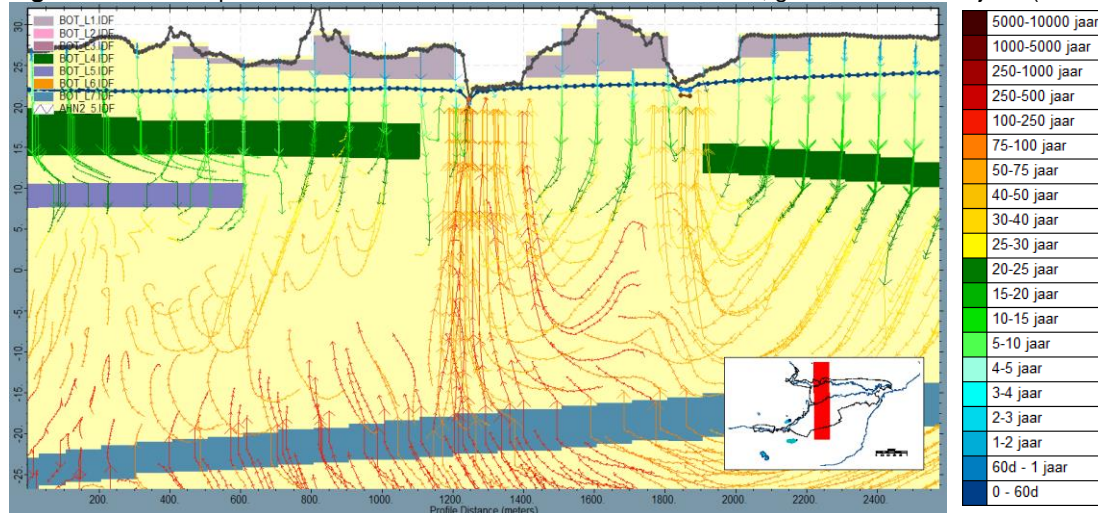 BOT_L1.IDF
BOT_L2.IDF
BOT_L3.IDF
BOT_L4.IDF
BOT_L5.IDF
BOT_L6.IDF
BOT_L7.IDF
AHN2_5.IDF
30
25
20
15
10
5
0
-5
-10
-15
-20
-25
200 400 600 800 1000 1200 1400 1600 1800 2000 2200 2400
Profile Distance (meters)
5000-10000 jaar
1000-5000 jaar
250-1000 jaar
250-500 jaar
100-250 jaar
75-100 jaar
50-75 jaar
40-50 jaar
30-40 jaar
25-30 jaar
20-25 jaar
15-20 jaar
10-15 jaar
5-10 jaar
4-5 jaar
3-4 jaar
2-3 jaar
1-2 jaar
60d - 1 jaar
0 - 60d